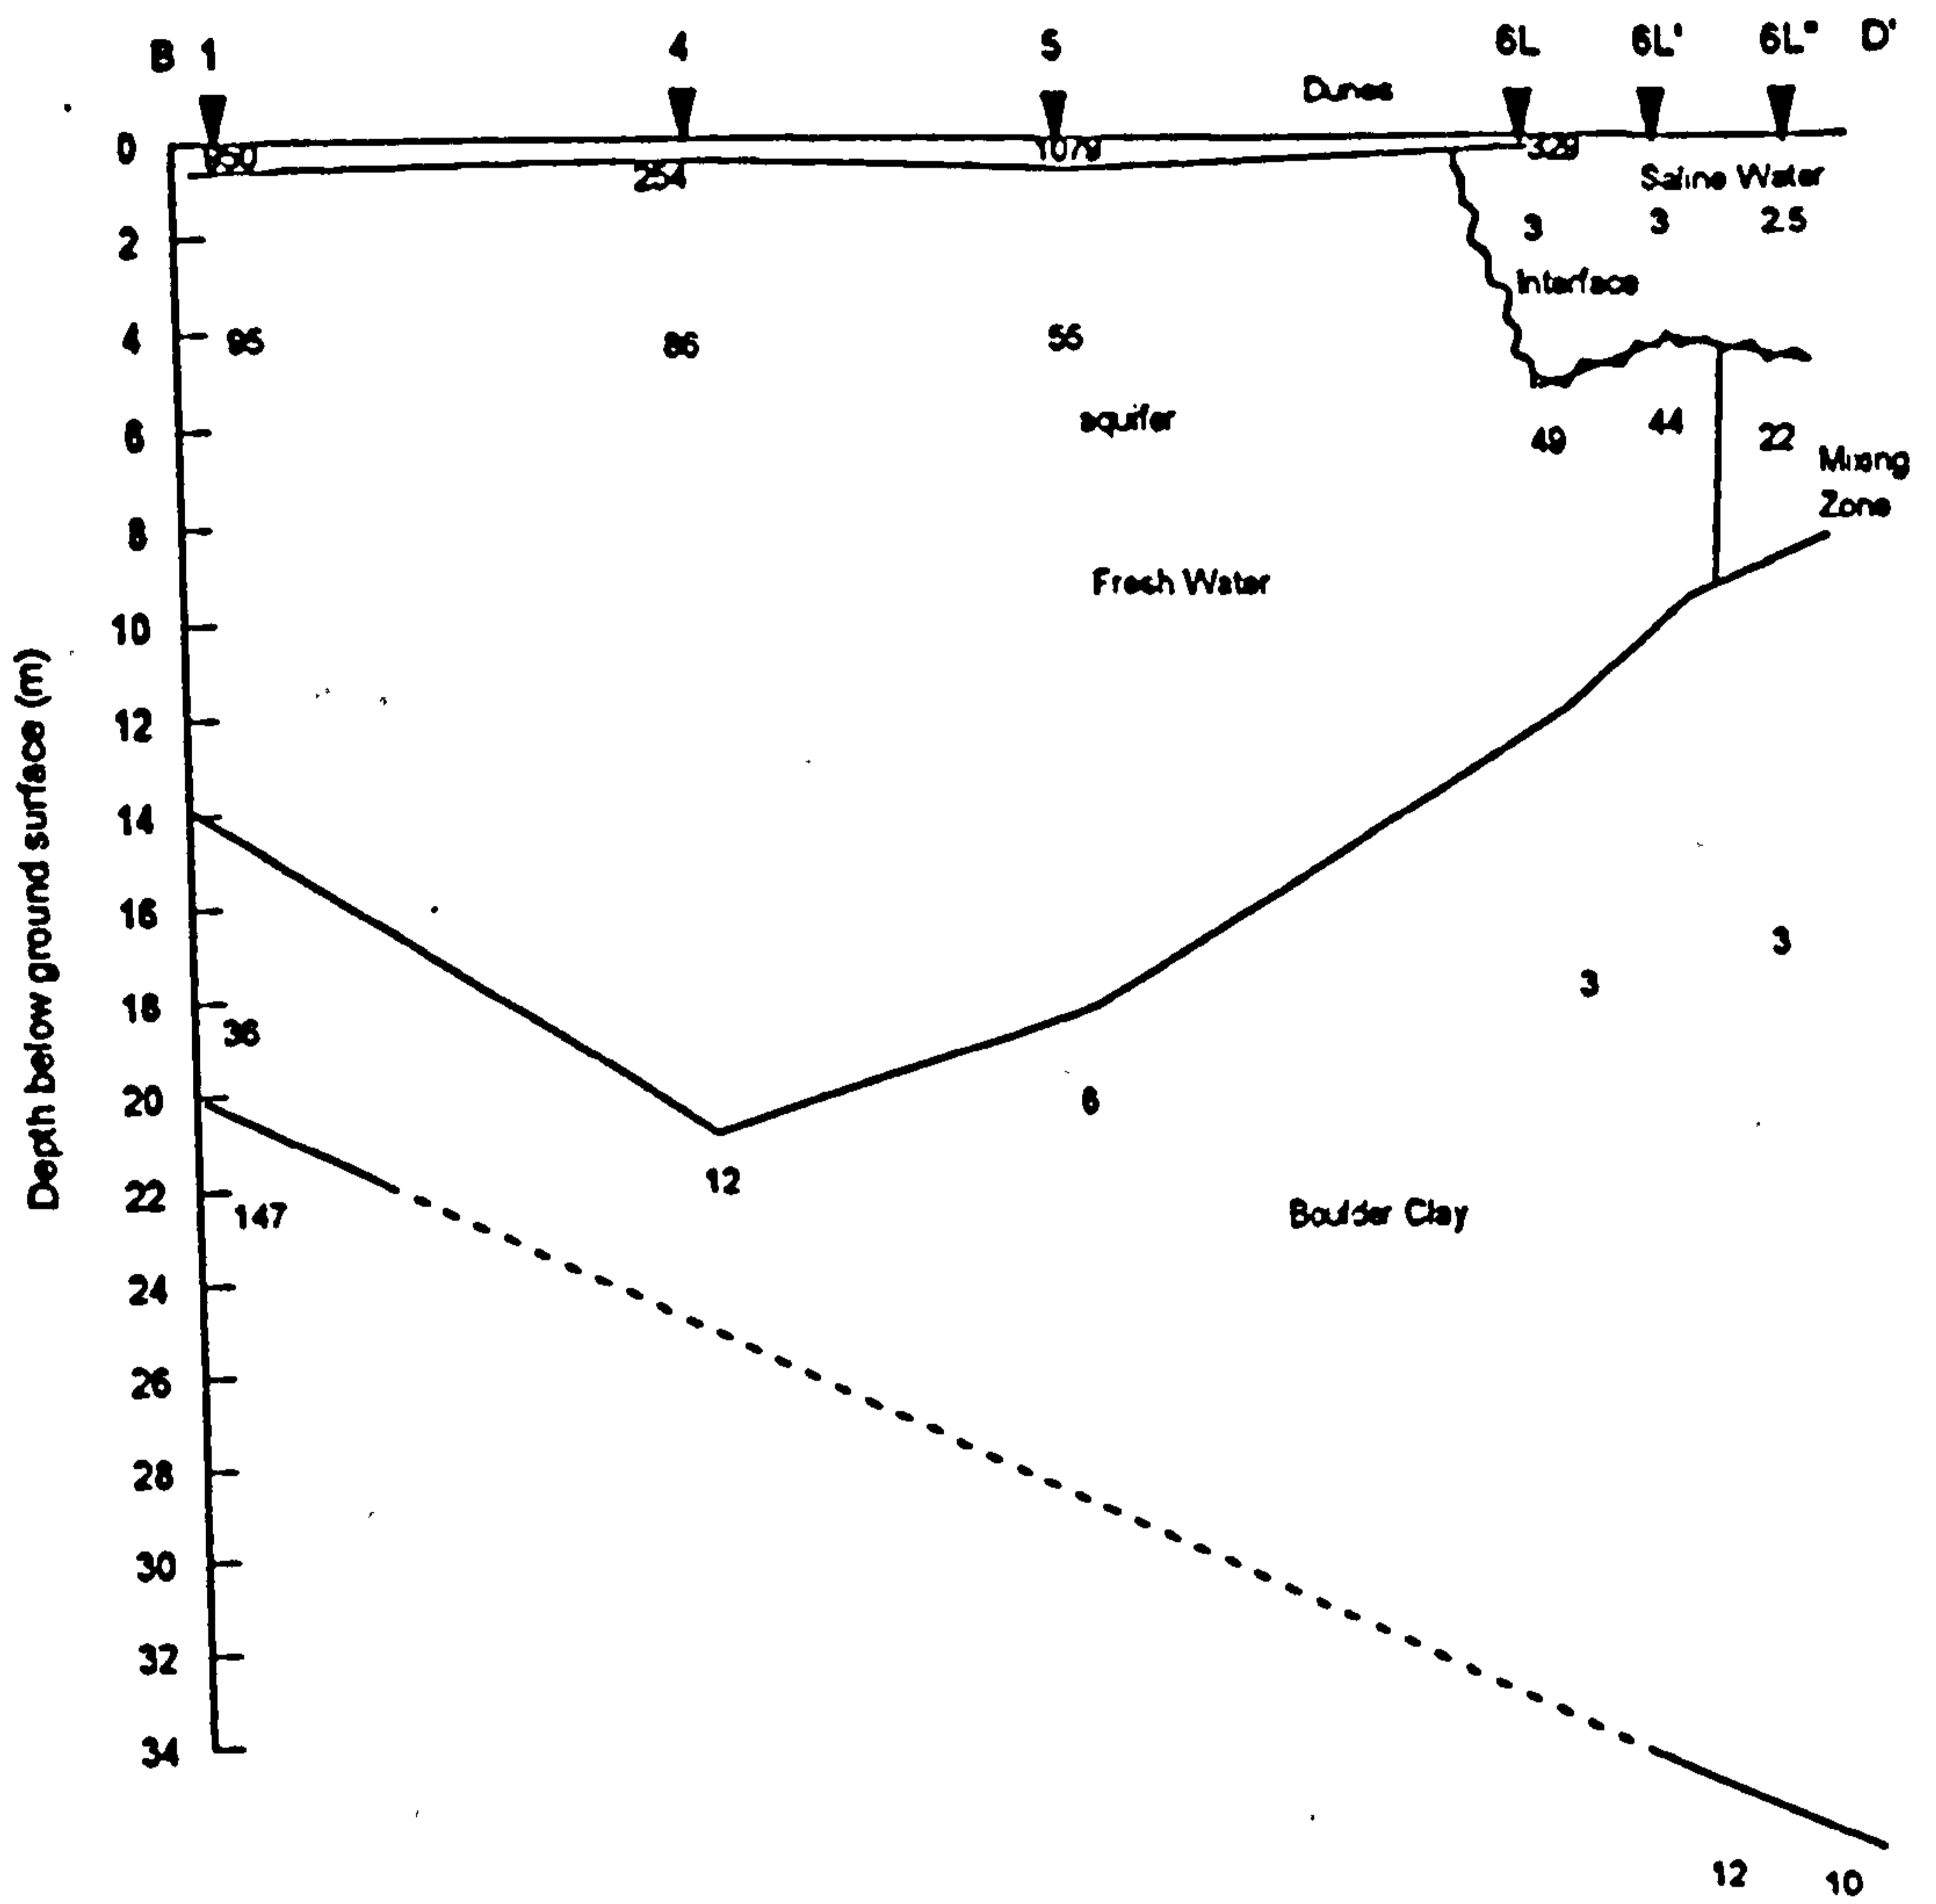 B 1 4 5 6L 6L' 6L" D'
Dunes
0
850 254 1079 329
Saline Water
2
3 3 2.5
Interface
4
85 86 55
aquifer
6
49 44 22
Mixing
Zone
8
Fresh Water
10
12
14
16
3
3
18
36
20
6
12
22
147
Boulder Clay
24
26
28
30
32
34
12 10
Depth below ground surface (m)